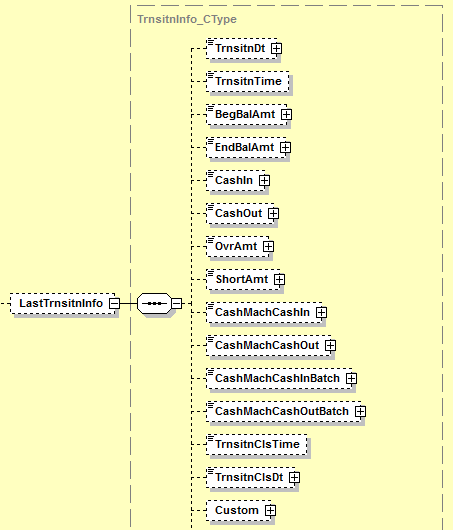 TrnsitnInfo_CType
TrnsitnDt
TrnsitnTime
BegBalAmt
EndBalAmt
CashIn
CashOut
OvrAmt
ShortAmt
LastTrnsitnInfo
CashMachCashIn
CashMachCashOut
CashMachCashInBatch
CashMachCashOutBatch
TrnsitnClsTime
TrnsitnClsDt
Custom